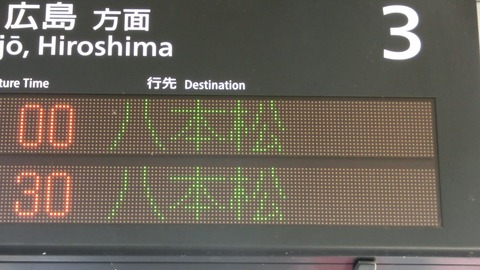 広島 方面 3
jō, Hiroshima
ture Time 行先 Destination
00 八本松
30 八本松